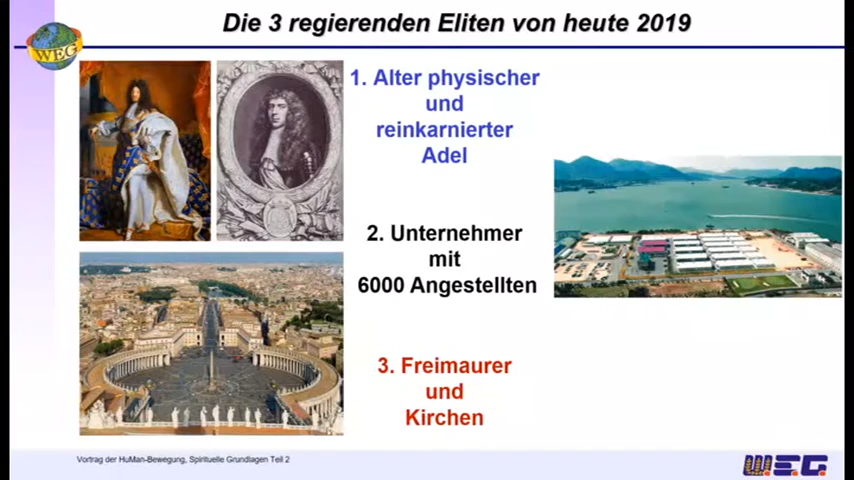 Die 3 regierenden Eliten von heute 2019
WEG
1. Alter physischer
und
reinkarnierter
Adel
2. Unternehmer
mit
6000 Angestellten
3. Freimaurer
und
Kirchen
Vortrag der HuMan-Bewegung, Spirituelle Grundlagen Teil 2
W.E.G.